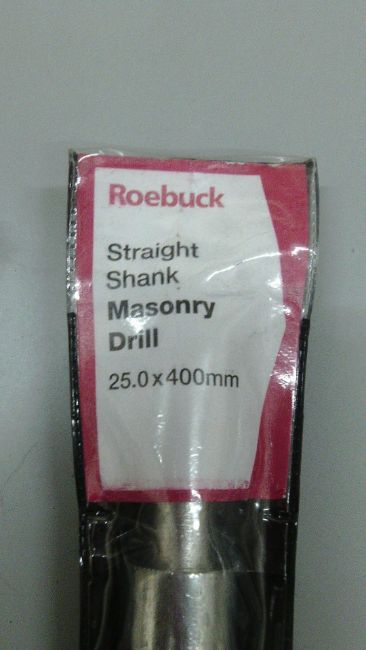 Roebuck
Straight
Shank
Masonry
Drill
25.0x400mm